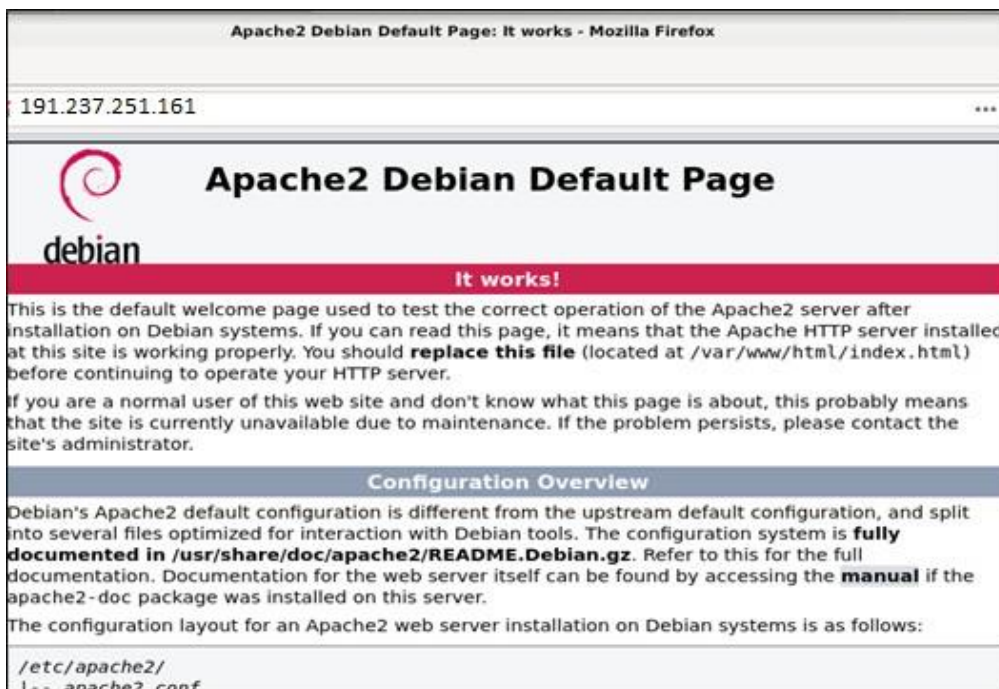 Apache2 Debian Default Page: It works - Mozilla Firefox
191.237.251.161
...
debian
Apache2 Debian Default Page
It works!
This is the default welcome page used to test the correct operation of the Apache2 server after
installation on Debian systems. If you can read this page, it means that the Apache HTTP server installed
at this site is working properly. You should replace this file (located at /var/www/html/index.html)
before continuing to operate your HTTP server.
If you are a normal user of this web site and don't know what this page is about, this probably means
that the site is currently unavailable due to maintenance. If the problem persists, please contact the
site's administrator.
Configuration Overview
Debian's Apache2 default configuration is different from the upstream default configuration, and split
into several files optimized for interaction with Debian tools. The configuration system is fully
documented in /usr/share/doc/apache2/README.Debian.gz. Refer to this for the full
documentation. Documentation for the web server itself can be found by accessing the manual if the
apache2-doc package was installed on this server.
The configuration layout for an Apache2 web server installation on Debian systems is as follows:
/etc/apache2/
|-- apache2.conf